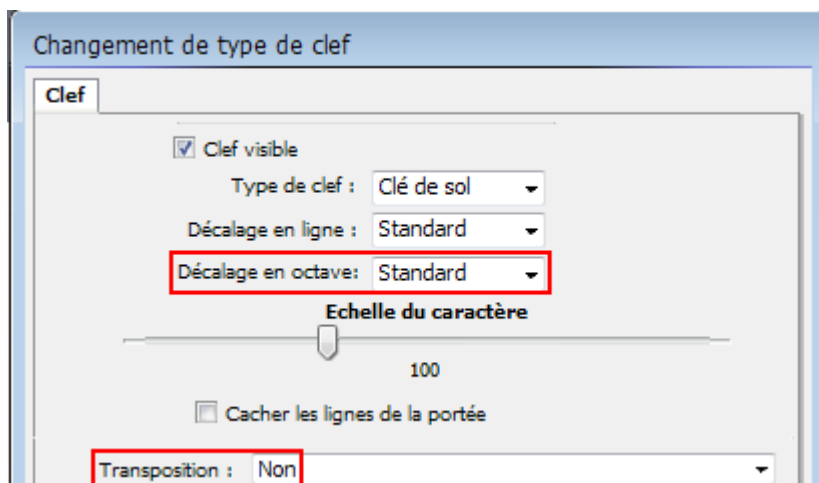 Changement de type de clef
Clef
Clef visible
Type de clef : Clé de sol
Décalage en ligne : Standard
Décalage en octave: Standard
Echelle du caractère
100
Cacher les lignes de la portée
Transposition : Non